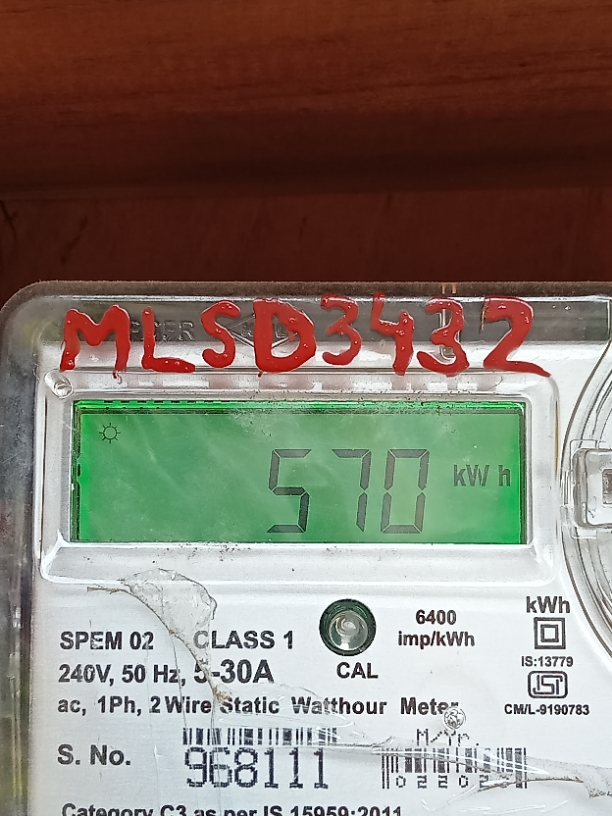 MLSD3432
570 kWh
SPEM 02 CLASS 1
240V, 50 Hz, 5-30A
ac, 1Ph, 2 Wire Static Watthour Meter
6400
imp/kWh
CAL
kWh
IS:13779
ISI
CM/L-9190783
S. No.
968111
M/Yr.
Category C3 as per IS 15959:2011